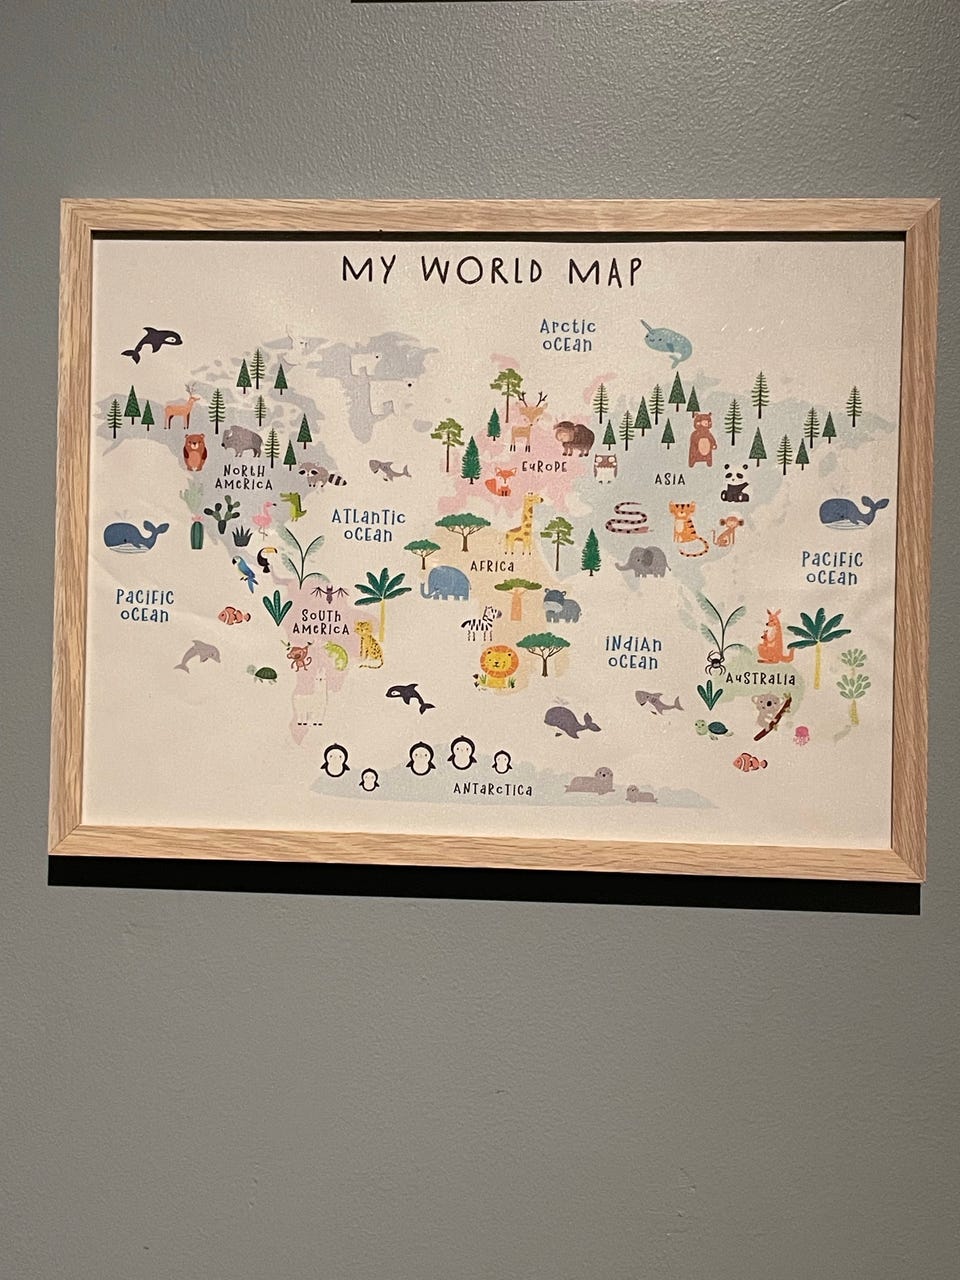 MY WORLD MAP
Arctic
OCEAN
NORTH
AMERICA
EUROPE
ASIA
ATLANTIC
OCEAN
AFRICA
PACIFIC
OCEAN
PACIFIC
OCEAN
SOUTH
AMERICA
INDIAN
OCEAN
AUSTRALIA
ANTARCTICA